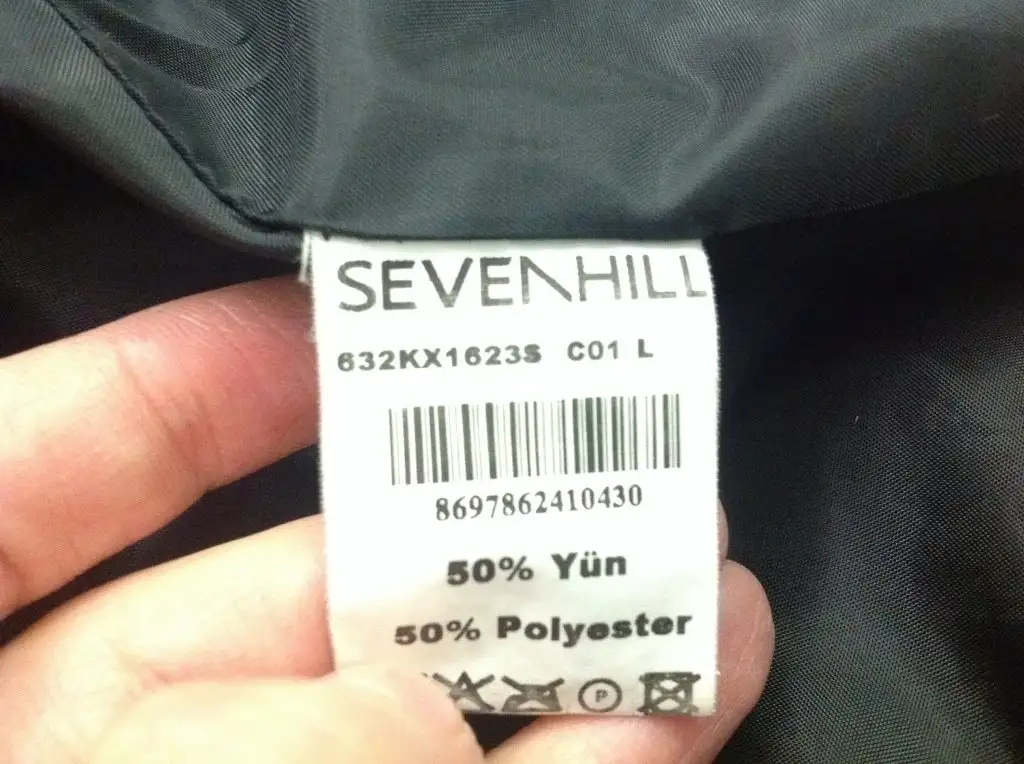 SEVENHILL
632KX1623S C01 L
8697862410430
50% Yün
50% Polyester
P